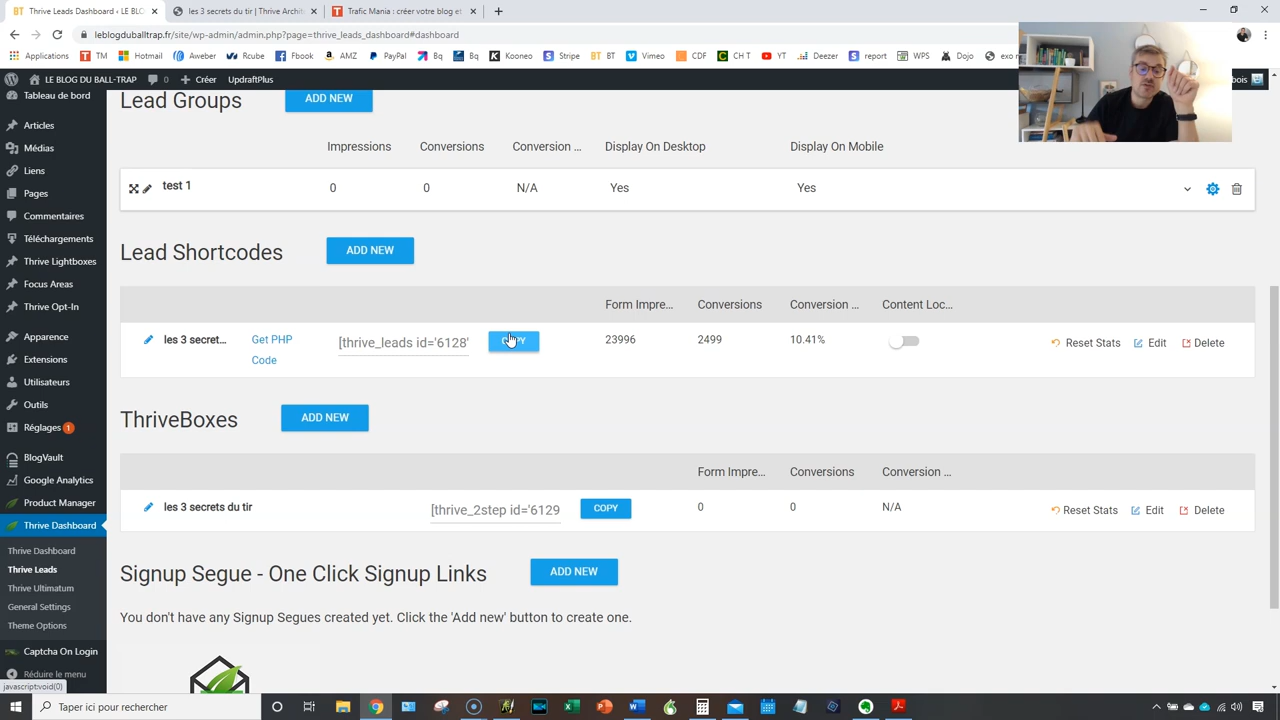 BT Thrive Leads Dashboard ‹ LE BLO
les 3 secrets du tir | Architect
Trafic Mania : créer votre blog et
leblogduballtrap.fr/site/wp-admin/admin.php?page=thrive_leads_dashboard#dashboard
Applications TM Hotmail Aweber Rcube Fbook AMZ PayPal Bq Bq Kooneo Stripe BT Vimeo CDF CH T YT Deezer report WPS Dojo exo
LE BLOG DU BALL-TRAP 0 Créer UpdraftPlus bois
Tableau de bord
Articles
Médias
Liens
Pages
Commentaires
Téléchargements
Thrive Lightboxes
Focus Areas
Thrive Opt-In
Apparence
Extensions
Utilisateurs
Outils
Réglages 1
BlogVault
Google Analytics
Product Manager
Thrive Dashboard
Thrive Dashboard
Thrive Leads
Thrive Ultimatum
General Settings
Theme Options
Captcha On Login
Réduire le menu
javascript:void(0)
Lead Groups ADD NEW
Impressions Conversions Conversion ... Display On Desktop Display On Mobile
test 1 0 0 N/A Yes Yes
Lead Shortcodes ADD NEW
Form Impre... Conversions Conversion ... Content Loc...
les 3 secret... Get PHP Code [thrive_leads id='6128' COPY 23996 2499 10.41% Reset Stats Edit Delete
ThriveBoxes ADD NEW
Form Impre... Conversions Conversion ...
les 3 secrets du tir [thrive_2step id='6129 COPY 0 0 N/A Reset Stats Edit Delete
Signup Segue - One Click Signup Links ADD NEW
You don't have any Signup Segues created yet. Click the 'Add new' button to create one.
Taper ici pour rechercher